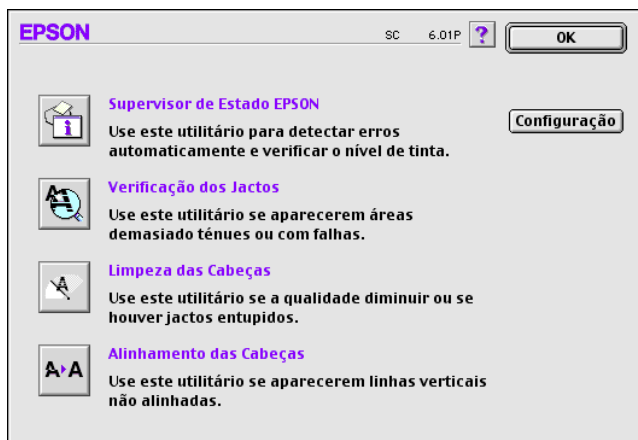 EPSON
SC 6.01P ? OK
Supervisor de Estado EPSON
Use este utilitário para detectar erros
automaticamente e verificar o nível de tinta.
Configuração
Verificação dos Jactos
Use este utilitário se aparecerem áreas
demasiado ténues ou com falhas.
Limpeza das Cabeças
Use este utilitário se a qualidade diminuir ou se
houver jactos entupidos.
Alinhamento das Cabeças
Use este utilitário se aparecerem linhas verticais
não alinhadas.